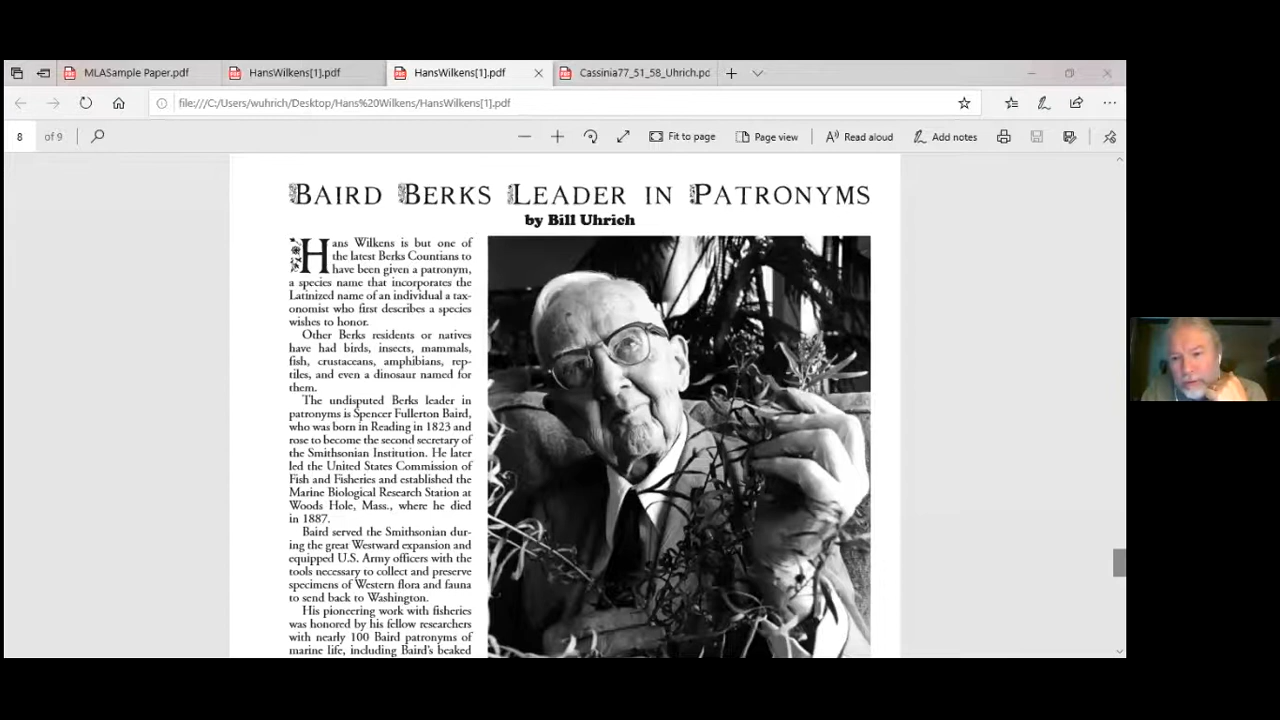 MLASample Paper.pdf
HansWilkens[1].pdf
HansWilkens[1].pdf
Cassinia77_51_58_Uhrich.pd
file:///C:/Users/wuhrich/Desktop/Hans%20Wilkens/HansWilkens[1].pdf
8 of 9
Fit to page
Page view
Read aloud
Add notes
BAIRD BERKS LEADER IN PATRONYMS
by Bill Uhrich
Hans Wilkens is but one of
the latest Berks Countians to
have been given a patronym,
a species name that incorporates the
Latinized name of an individual a tax-
onomist who first describes a species
wishes to honor.
Other Berks residents or natives
have had birds, insects, mammals,
fish, crustaceans, amphibians, rep-
tiles, and even a dinosaur named for
them.
The undisputed Berks leader in
patronyms is Spencer Fullerton Baird,
who was born in Reading in 1823 and
rose to become the second secretary of
the Smithsonian Institution. He later
led the United States Commission of
Fish and Fisheries and established the
Marine Biological Research Station at
Woods Hole, Mass., where he died
in 1887.
Baird served the Smithsonian dur-
ing the great Westward expansion and
equipped U.S. Army officers with the
tools necessary to collect and preserve
specimens of Western flora and fauna
to send back to Washington.
His pioneering work with fisheries
was honored by his fellow researchers
with nearly 100 Baird patronyms of
marine life, including Baird's beaked